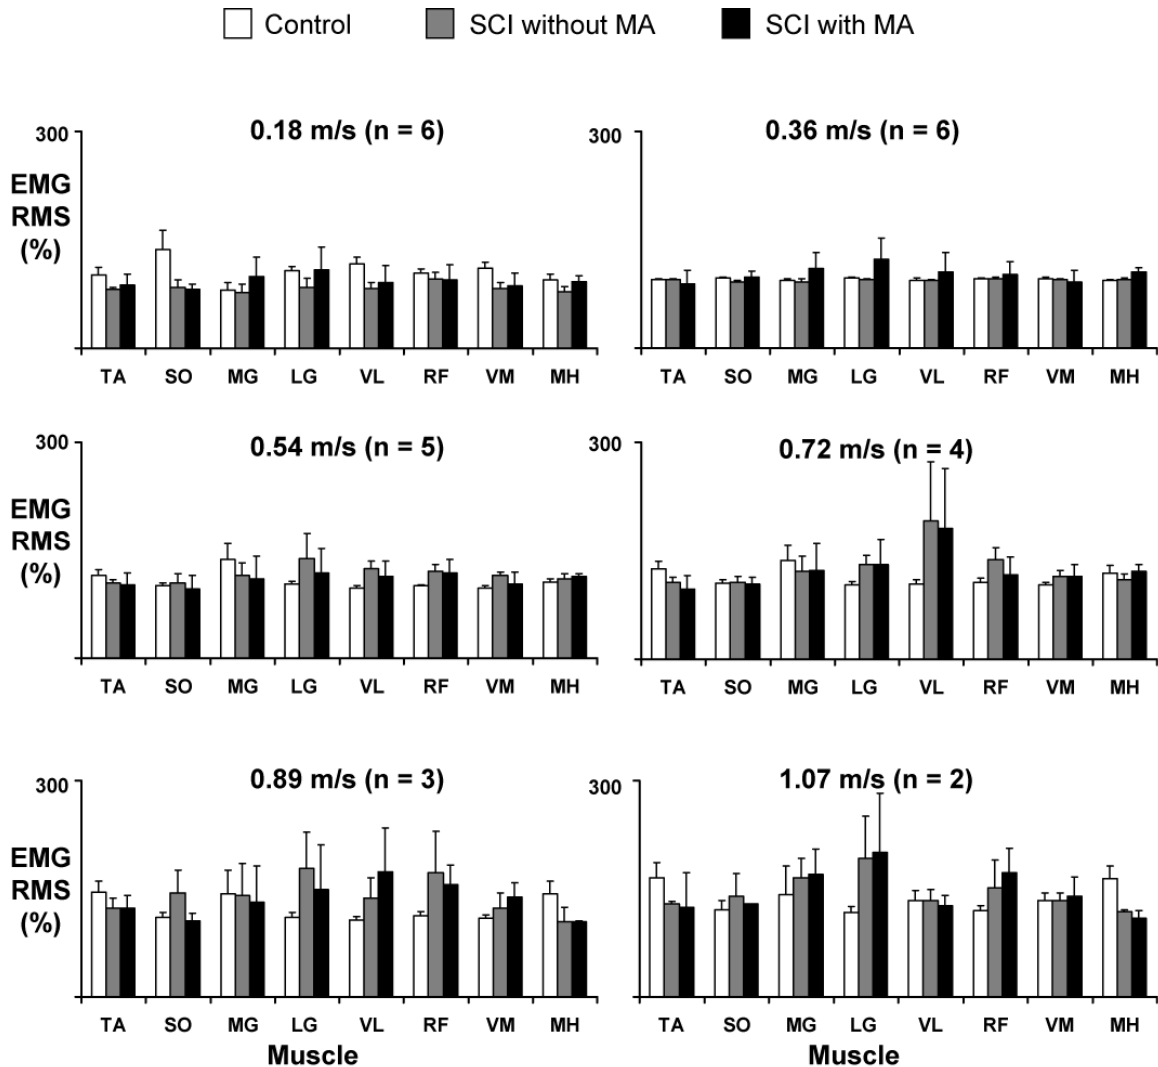 Control SCI without MA SCI with MA
0.18 m/s (n = 6) 0.36 m/s (n = 6)
300 300
EMG
RMS
(%)
TA SO MG LG VL RF VM MH TA SO MG LG VL RF VM MH
0.54 m/s (n = 5) 0.72 m/s (n = 4)
300 300
EMG
RMS
(%)
TA SO MG LG VL RF VM MH TA SO MG LG VL RF VM MH
0.89 m/s (n = 3) 1.07 m/s (n = 2)
300 300
EMG
RMS
(%)
TA SO MG LG VL RF VM MH TA SO MG LG VL RF VM MH
Muscle Muscle